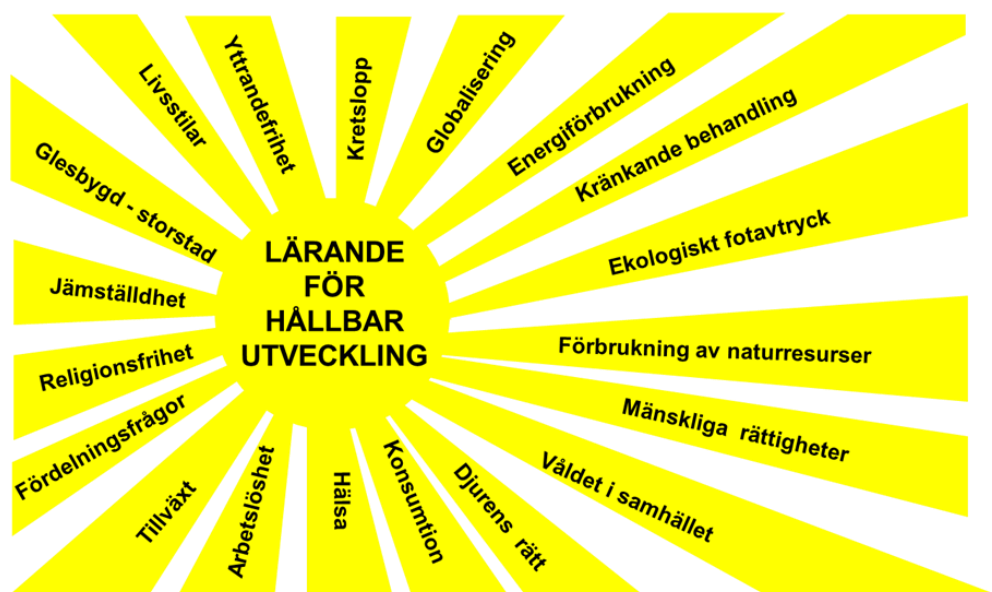 LÄRANDE
FÖR
HÅLLBAR
UTVECKLING
Livsstilar
Yttrandefrihet
Kretslopp
Globalisering
Energiförbrukning
Kränkande behandling
Ekologiskt fotavtryck
Förbrukning av naturresurser
Mänskliga rättigheter
Våldet i samhället
Djurens rätt
Konsumtion
Hälsa
Arbetslöshet
Tillväxt
Fördelningsfrågor
Religionsfrihet
Jämställdhet
Glesbygd - storstad